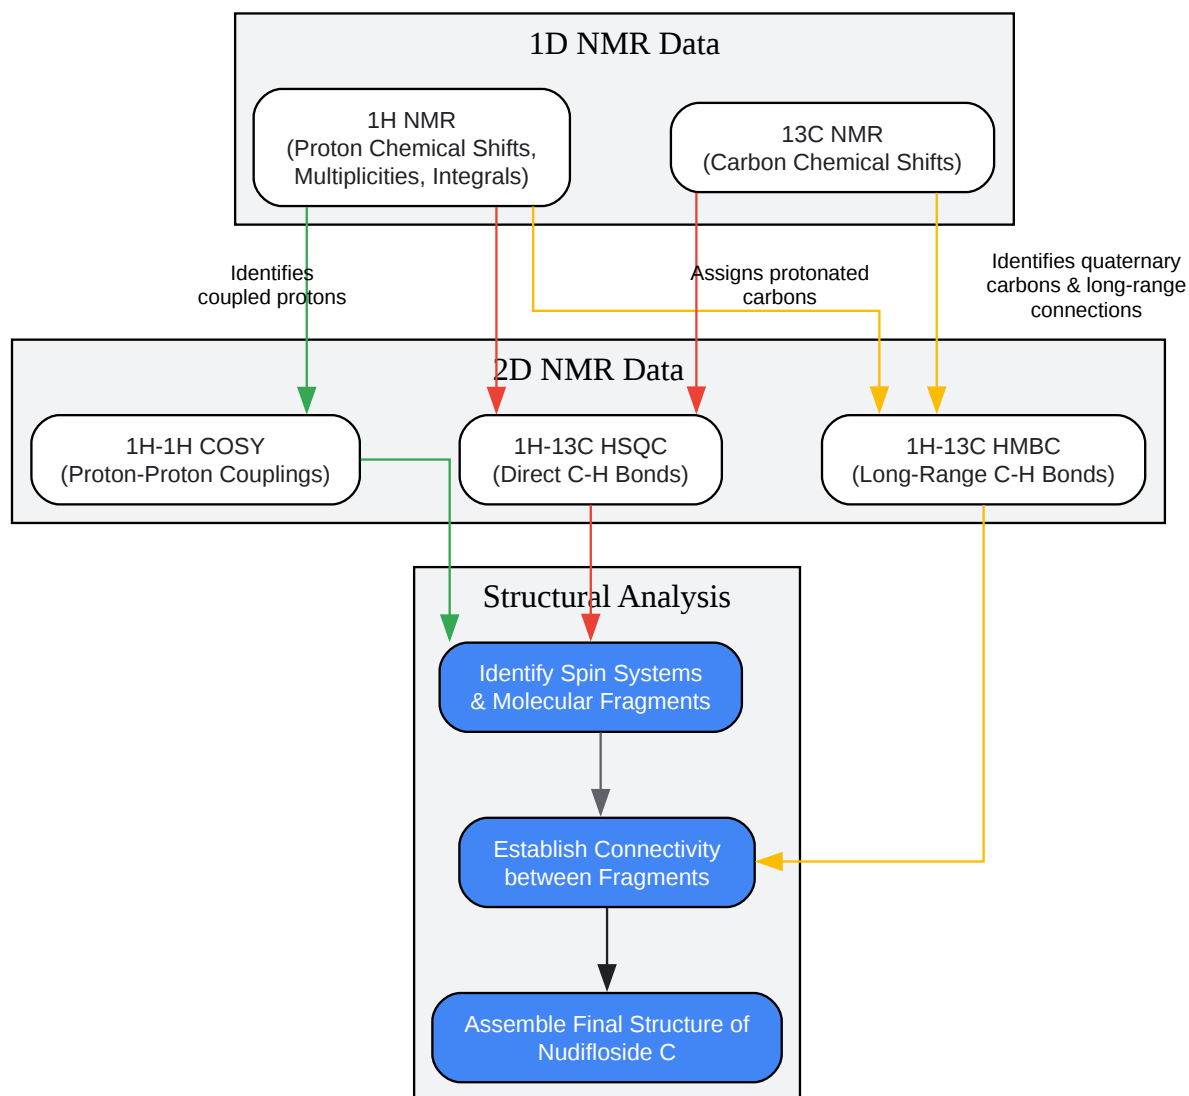 1D NMR Data
1H NMR
(Proton Chemical Shifts,
Multiplicities, Integrals)
13C NMR
(Carbon Chemical Shifts)
Identifies
coupled protons
Assigns protonated
carbons
Identifies quaternary
carbons & long-range
connections
2D NMR Data
1H-1H COSY
(Proton-Proton Couplings)
1H-13C HSQC
(Direct C-H Bonds)
1H-13C HMBC
(Long-Range C-H Bonds)
Structural Analysis
Identify Spin Systems
& Molecular Fragments
Establish Connectivity
between Fragments
Assemble Final Structure of
Nudifloside C